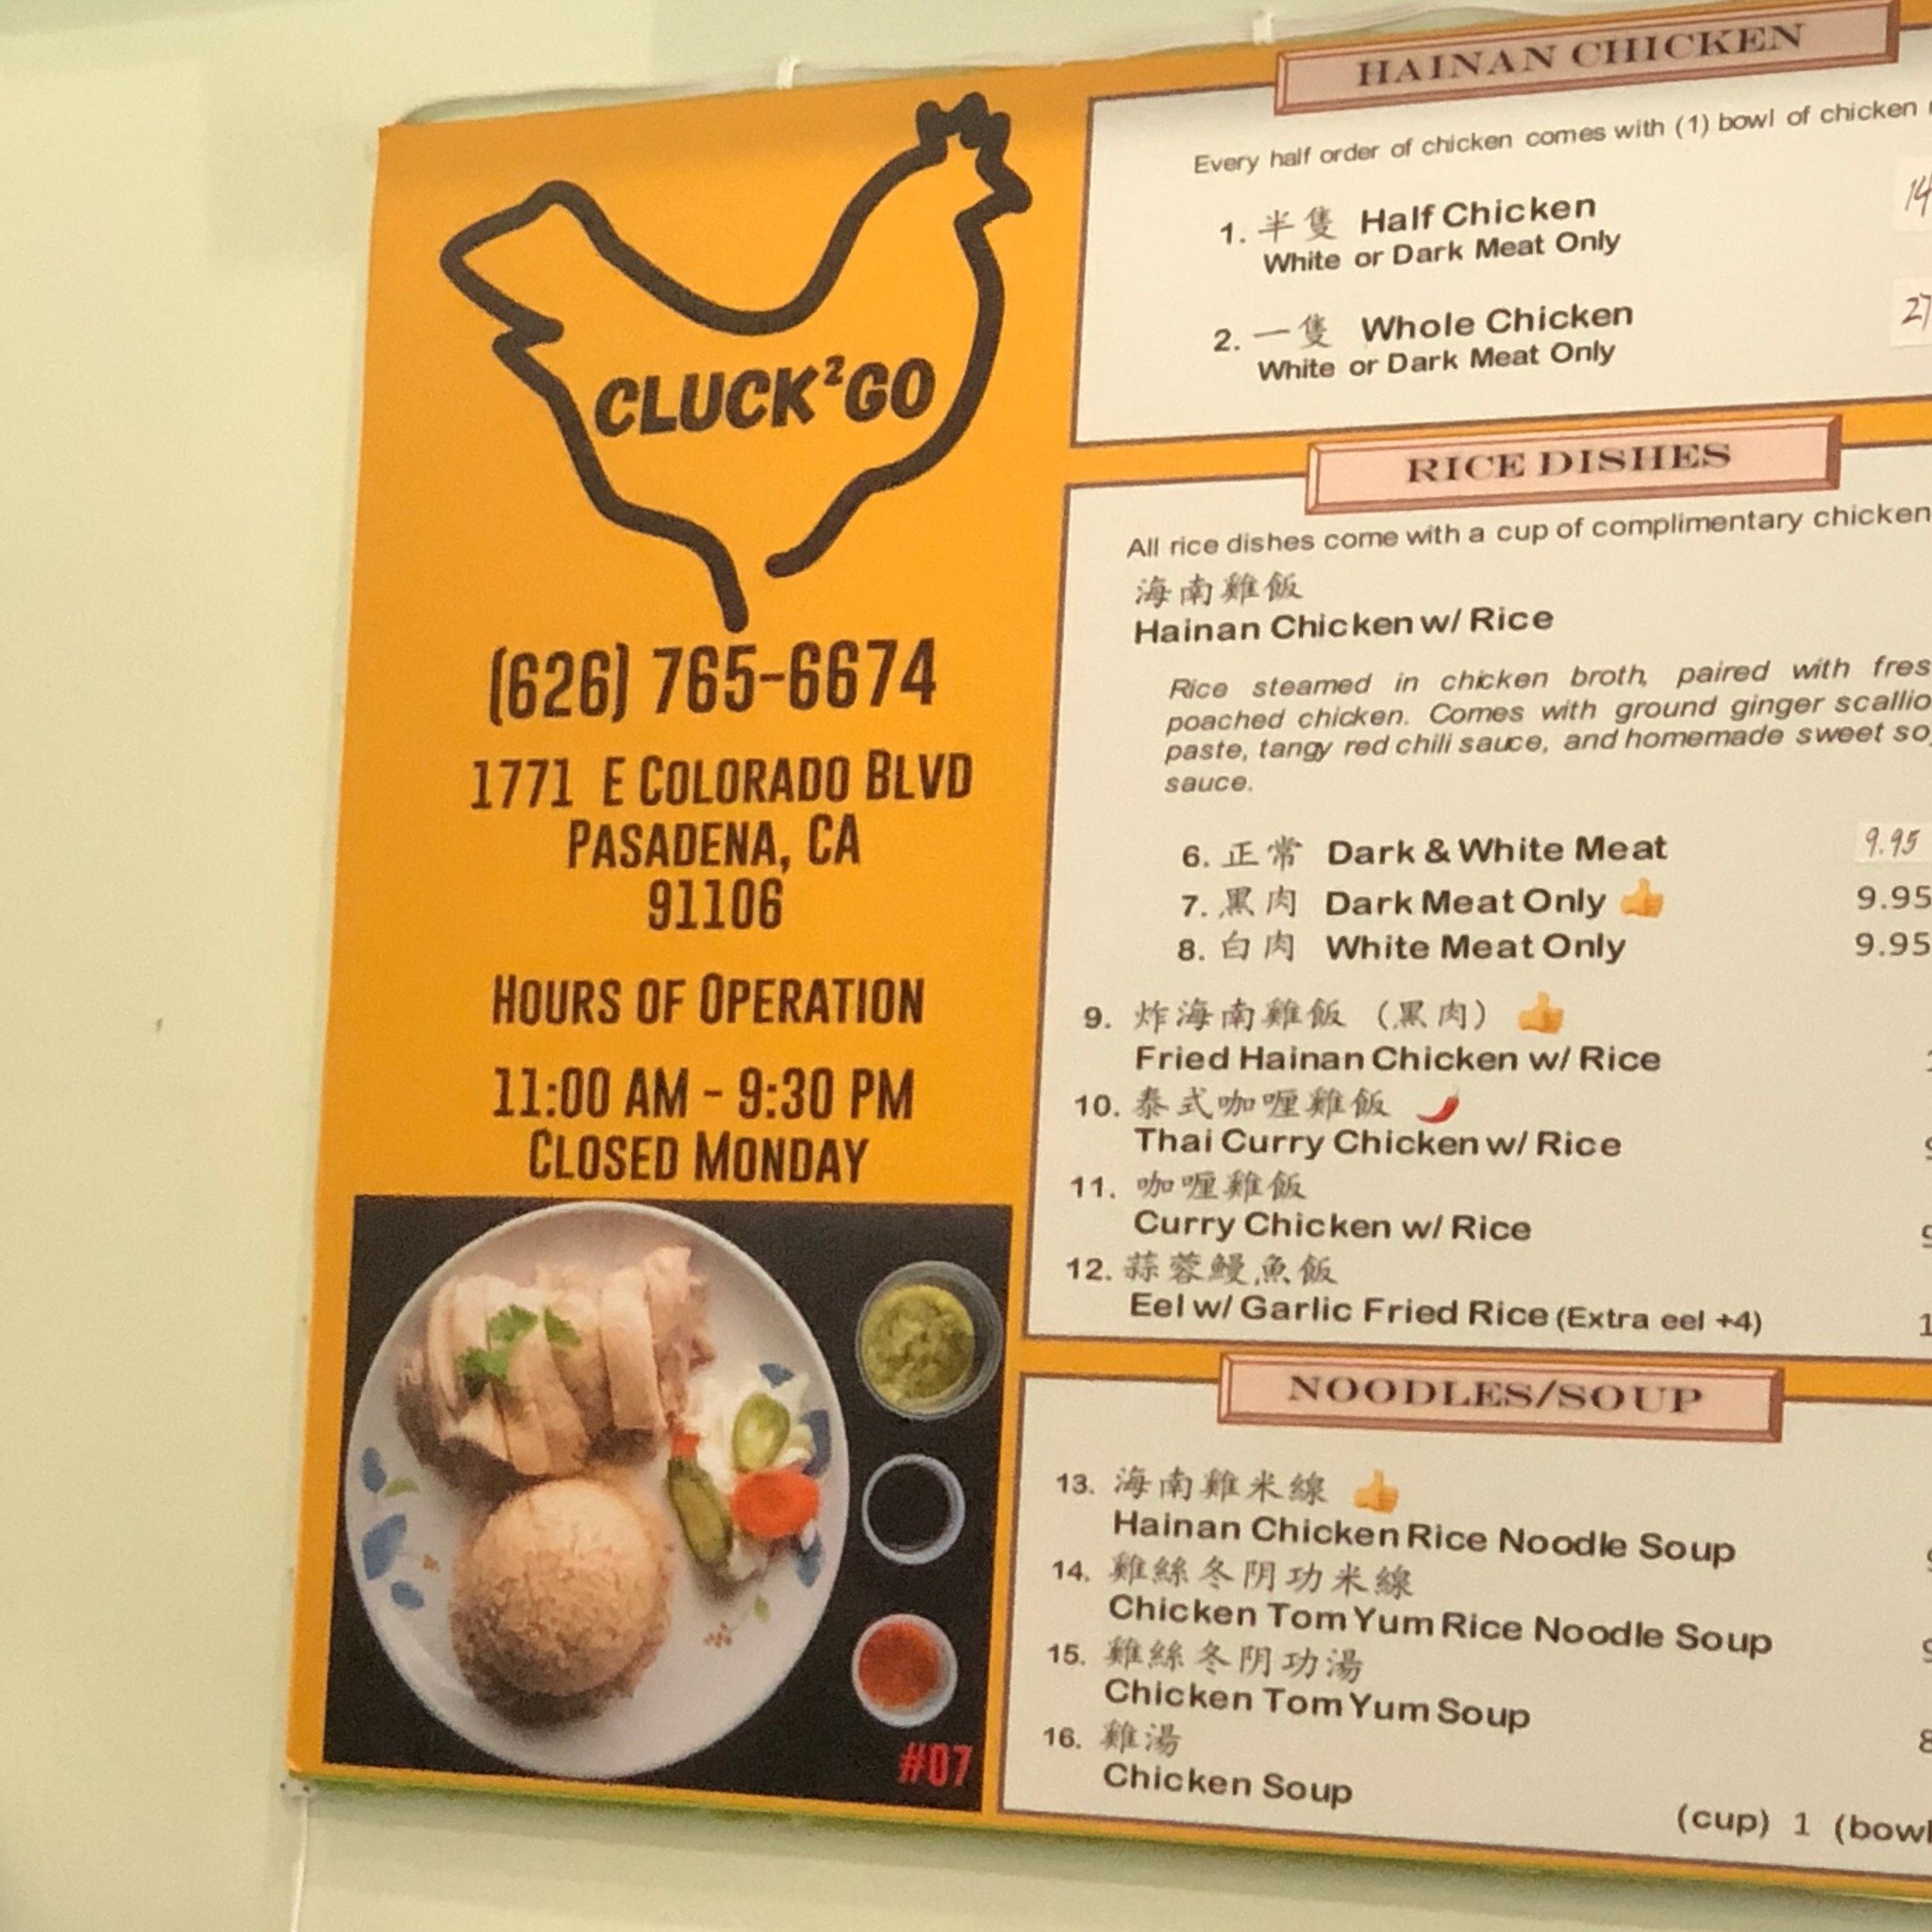 CLUCK²GO
(626) 765-6674
1771 E COLORADO BLVD
PASADENA, CA
91106
HOURS OF OPERATION
11:00 AM - 9:30 PM
CLOSED MONDAY
#07
HAINAN CHICKEN
Every half order of chicken comes with (1) bowl of chicken
1. 半隻 Half Chicken
White or Dark Meat Only
2. 一隻 Whole Chicken
White or Dark Meat Only
RICE DISHES
All rice dishes come with a cup of complimentary chicken
海南雞飯
Hainan Chicken w/ Rice
Rice steamed in chicken broth, paired with
poached chicken. Comes with ground ginger
paste, tangy red chili sauce, and homemade sweet
sauce.
6. 正常 Dark & White Meat 9.95
7. 黑肉 Dark Meat Only 👍 9.95
8. 白肉 White Meat Only 9.95
9. 炸海南雞飯 (黑肉) 👍
Fried Hainan Chicken w/ Rice
10. 泰式咖喱雞飯 🌶
Thai Curry Chicken w/ Rice
11. 咖喱雞飯
Curry Chicken w/ Rice
12. 蒜蓉鰻魚飯
Eel w/ Garlic Fried Rice (Extra eel +4)
NOODLES/SOUP
13. 海南雞米線 👍
Hainan Chicken Rice Noodle Soup
14. 雞絲冬阴功米線
Chicken Tom Yum Rice Noodle Soup
15. 雞絲冬阴功湯
Chicken Tom Yum Soup
16. 雞湯
Chicken Soup
(cup) 1 (bowl